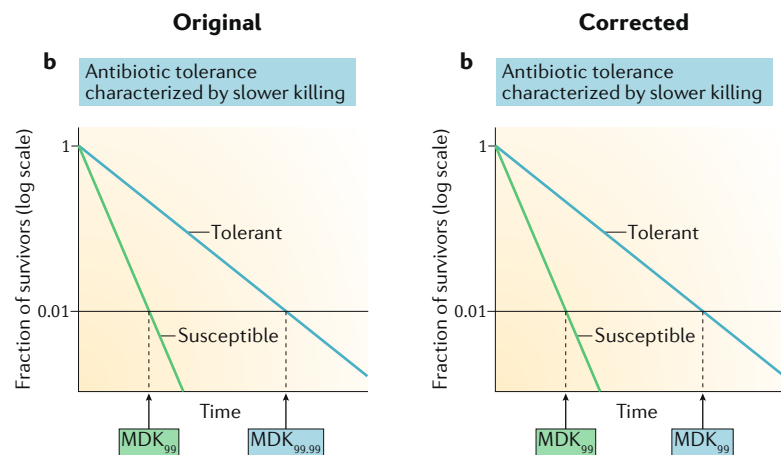 Original
b
Antibiotic tolerance
characterized by slower killing
Fraction of survivors (log scale)
1
0.01
Tolerant
Susceptible
Time
MDK99
MDK99.99
Corrected
b
Antibiotic tolerance
characterized by slower killing
Fraction of survivors (log scale)
1
0.01
Tolerant
Susceptible
Time
MDK99
MDK99